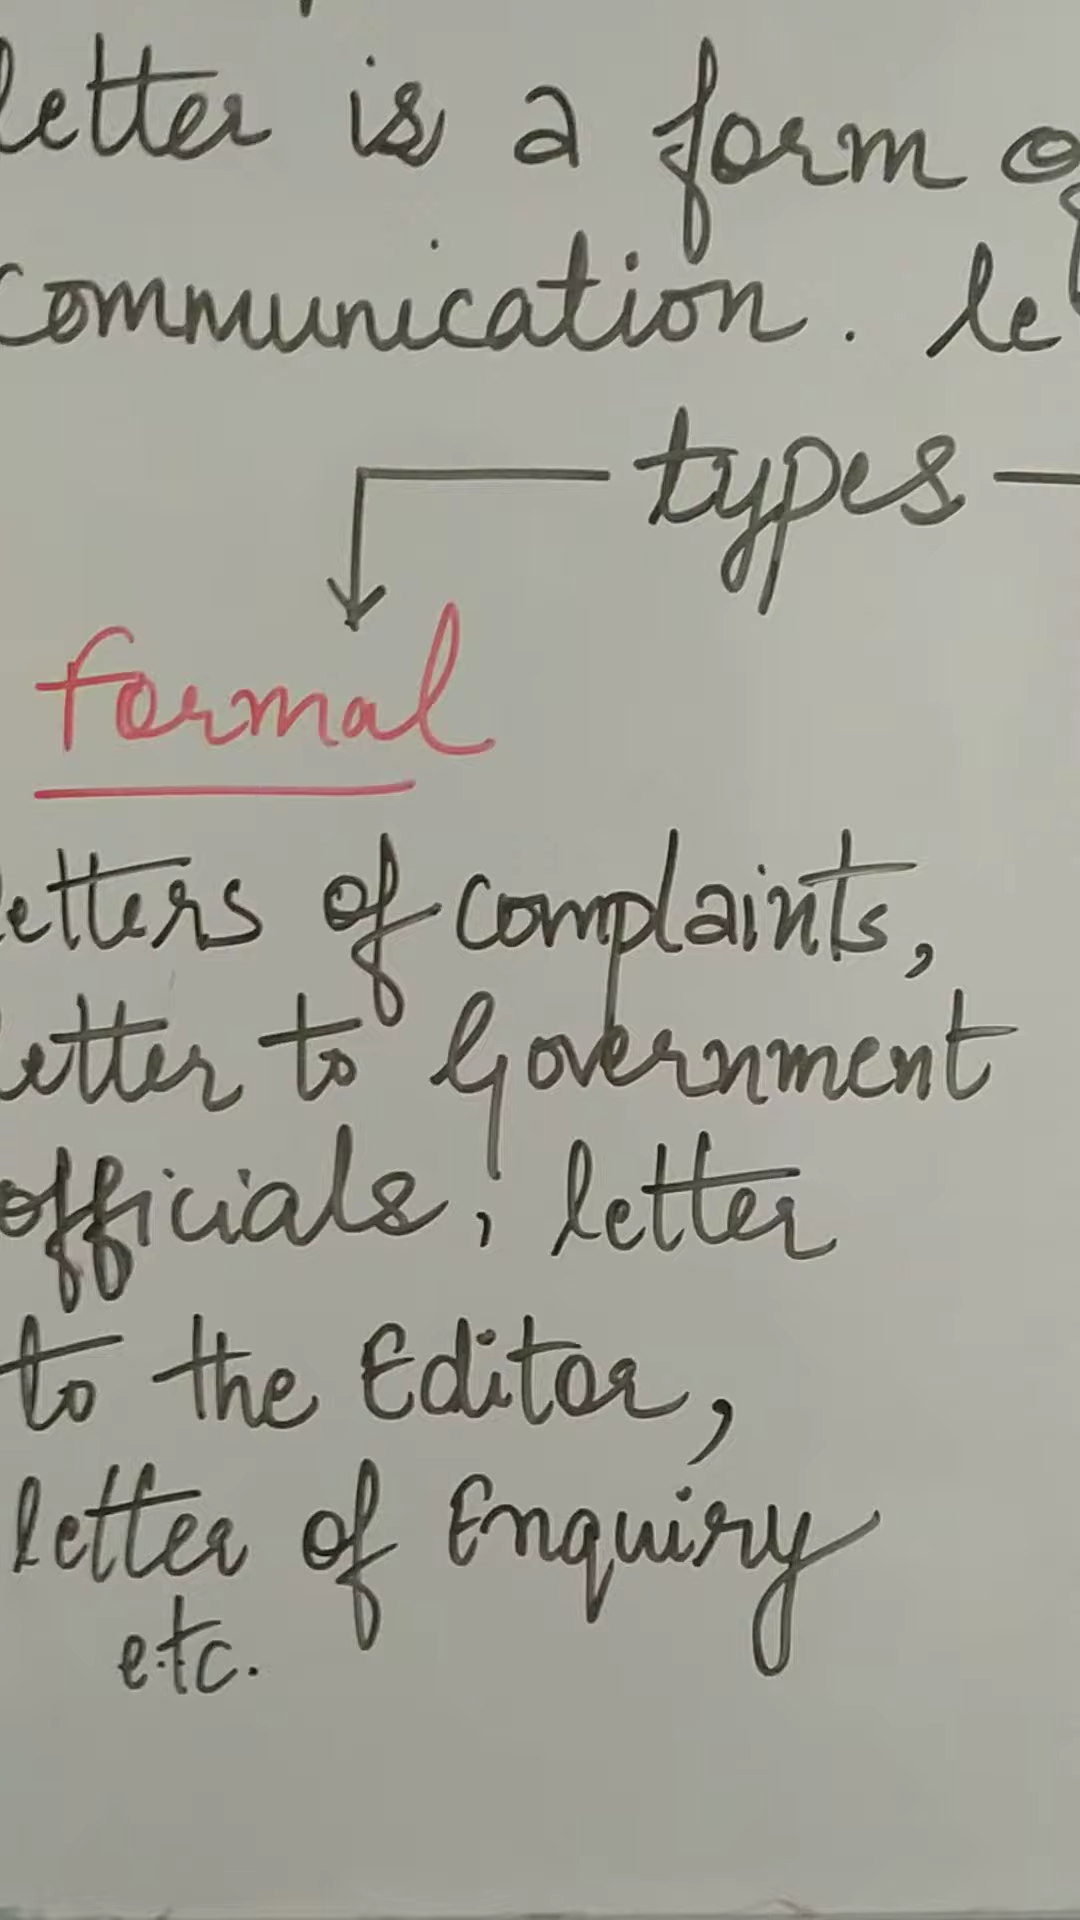 letter is a form of
communication. le
types
formal
letters of complaints,
letter to Government
officials, letter
to the Editor,
letter of Enquiry
etc.